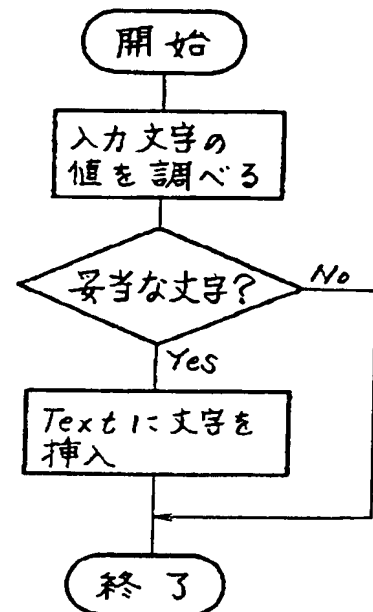 開始
入力文字の
値を調べる
妥当な文字?
No
Yes
Textに文字を
挿入
終了